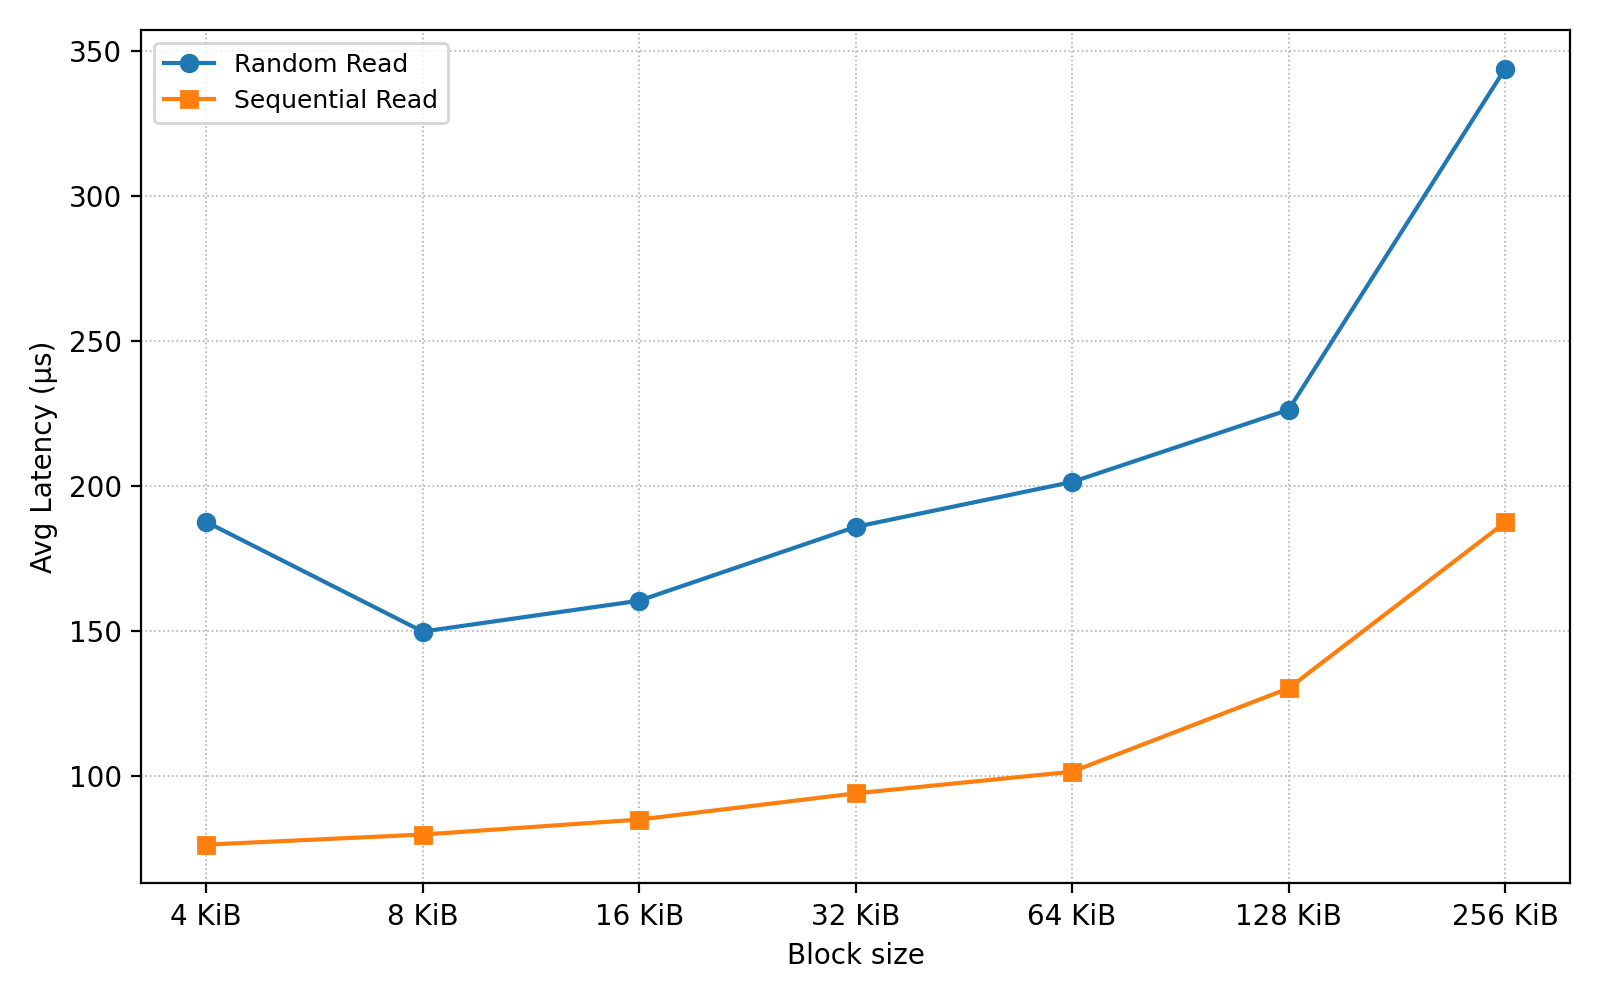 350
300
250
200
150
100
Avg Latency (µs)
Random Read
Sequential Read
4 KiB
8 KiB
16 KiB
32 KiB
64 KiB
128 KiB
256 KiB
Block size